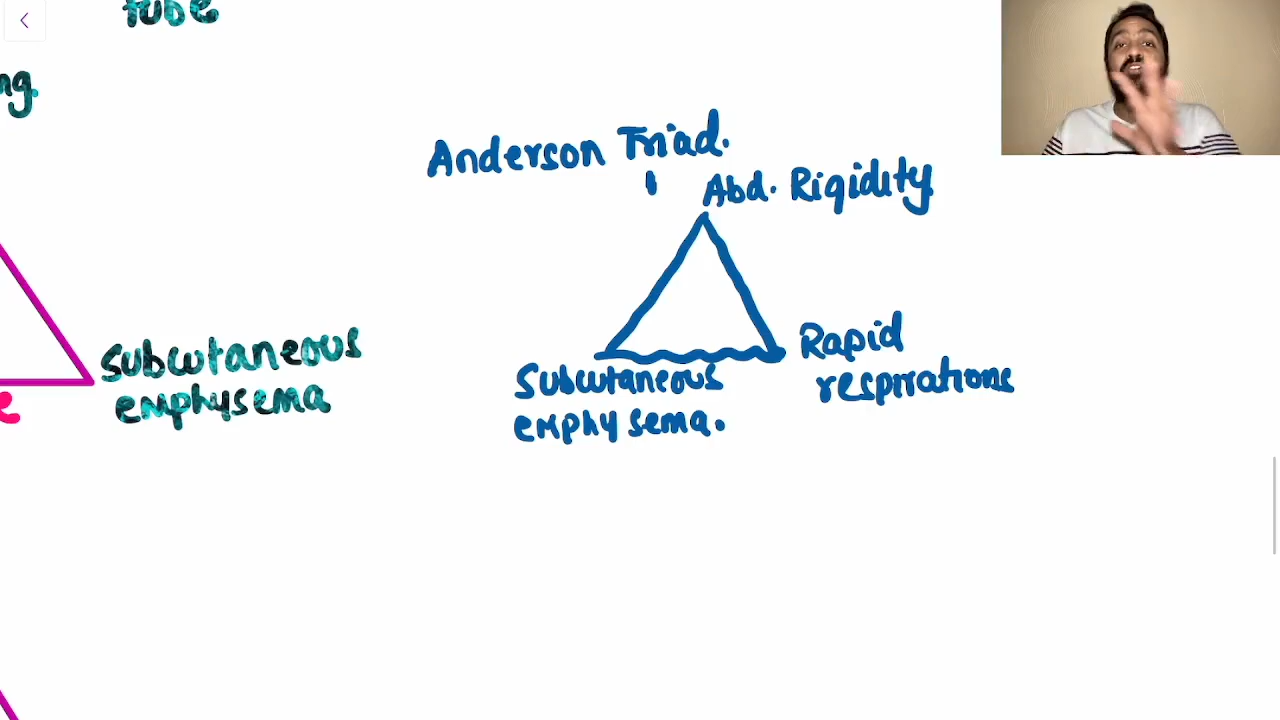 tube
ng.
Anderson Triad.
Abd. Rigidity
Subcutaneous
emphysema
e
Rapid
respirations
Subcutaneous
emphysema.